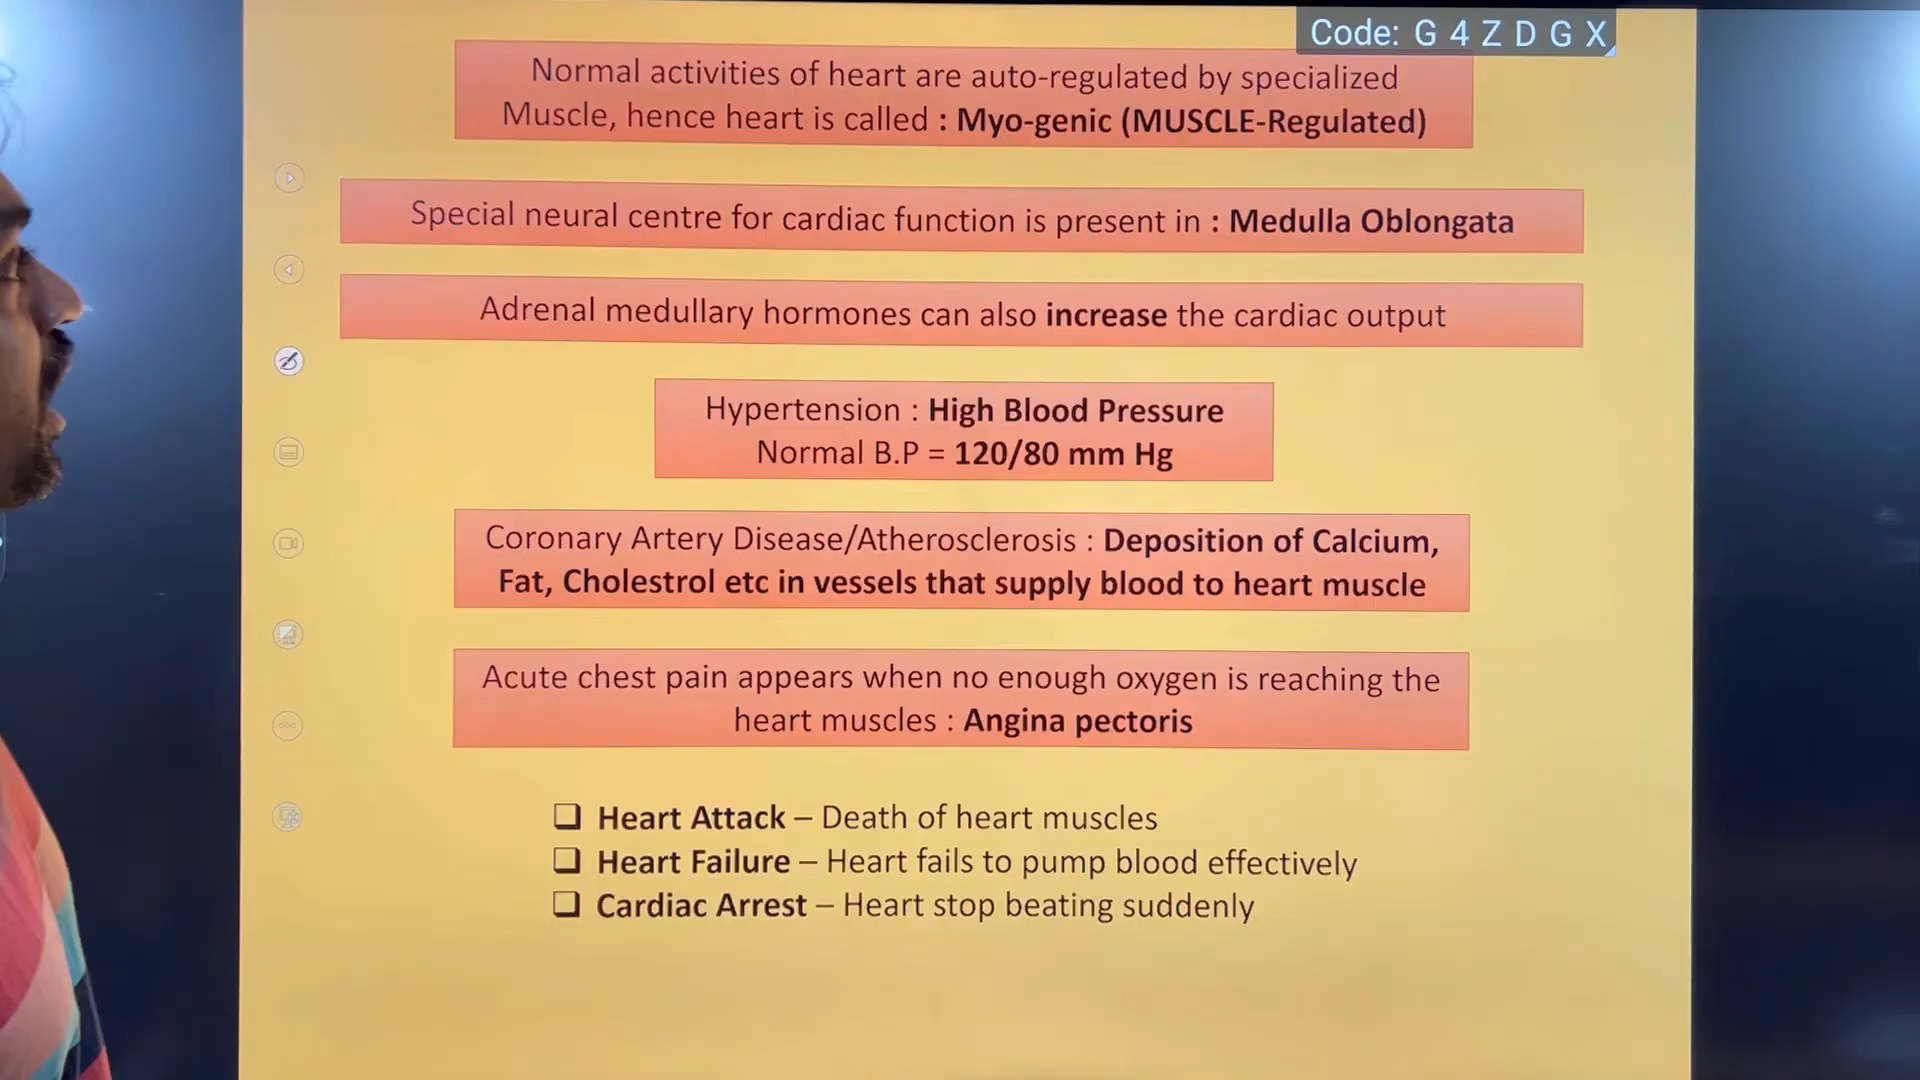 Code: G 4 Z D G X
Normal activities of heart are auto-regulated by specialized
Muscle, hence heart is called : Myo-genic (MUSCLE-Regulated)
Special neural centre for cardiac function is present in : Medulla Oblongata
Adrenal medullary hormones can also increase the cardiac output
Hypertension : High Blood Pressure
Normal B.P = 120/80 mm Hg
Coronary Artery Disease/Atherosclerosis : Deposition of Calcium,
Fat, Cholestrol etc in vessels that supply blood to heart muscle
Acute chest pain appears when no enough oxygen is reaching the
heart muscles : Angina pectoris
❑ Heart Attack – Death of heart muscles
❑ Heart Failure – Heart fails to pump blood effectively
❑ Cardiac Arrest – Heart stop beating suddenly